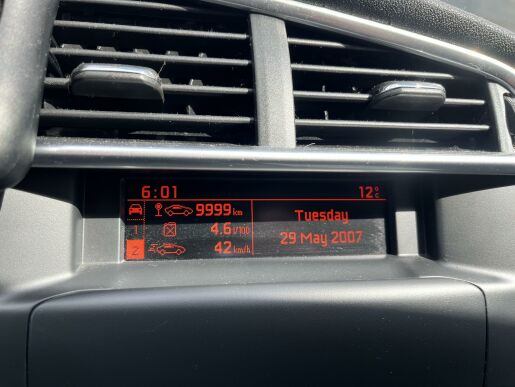 6:01 12°C
9999 km
1 4.6 l/100
2 42 km/h
Tuesday
29 May 2007